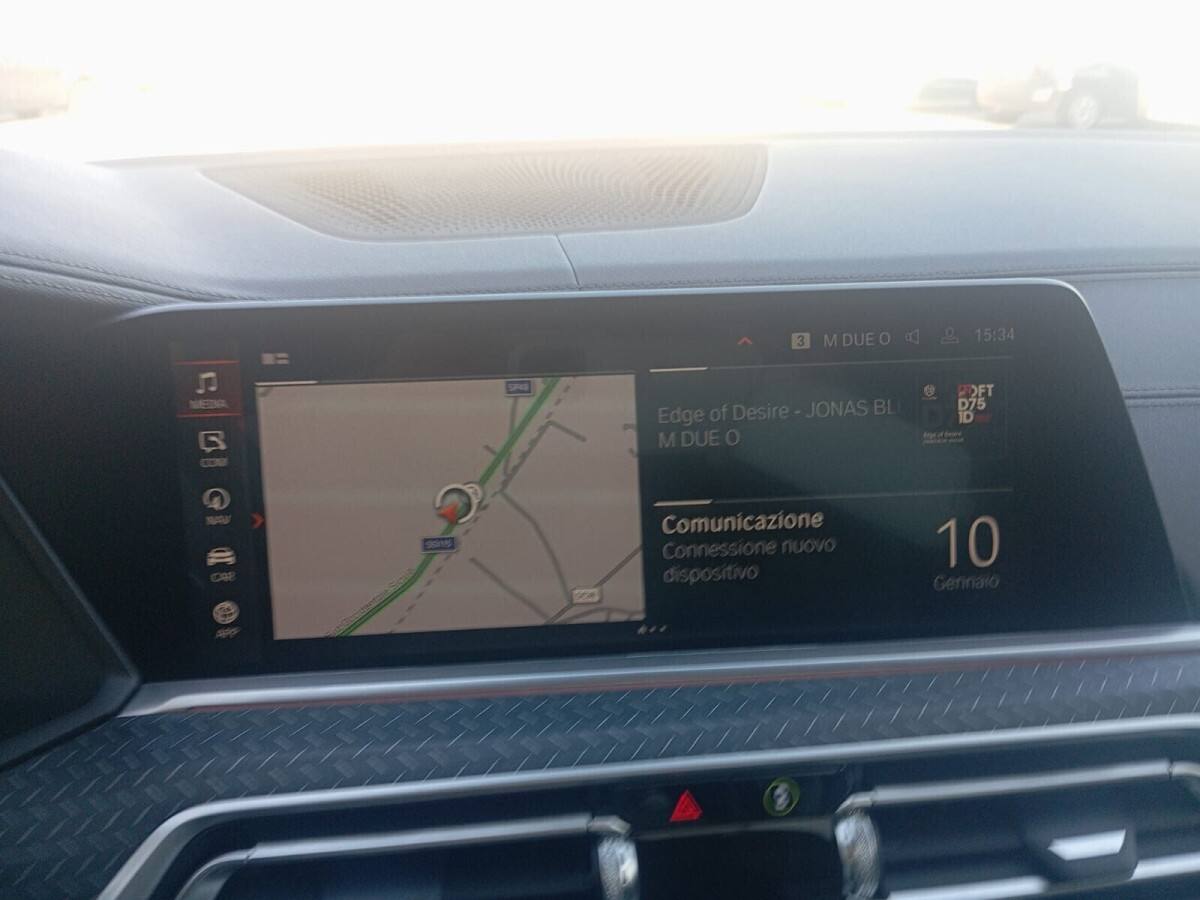 3 M DUE O 15:34
MEDIA
COM
NAV
CAR
APP
Edge of Desire - JONAS BL
M DUE O
Comunicazione
Connessione nuovo
dispositivo
10
Gennaio